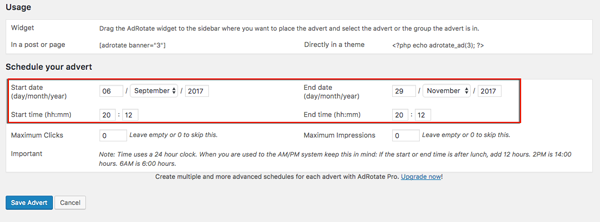 Usage
Widget Drag the AdRotate widget to the sidebar where you want to place the advert and select the advert or the group the advert is in.
In a post or page [adrotate banner="3"] Directly in a theme <?php echo adrotate_ad(3); ?>
Schedule your advert
Start date (day/month/year) 06 / September / 2017 End date (day/month/year) 29 / November / 2017
Start time (hh:mm) 20 : 12 End time (hh:mm) 20 : 12
Maximum Clicks 0 Leave empty or 0 to skip this. Maximum Impressions 0 Leave empty or 0 to skip this.
Important Note: Time uses a 24 hour clock. When you are used to the AM/PM system keep this in mind: If the start or end time is after lunch, add 12 hours. 2PM is 14:00
hours. 6AM is 6:00 hours.
Create multiple and more advanced schedules for each advert with AdRotate Pro. Upgrade now!
Save Advert Cancel